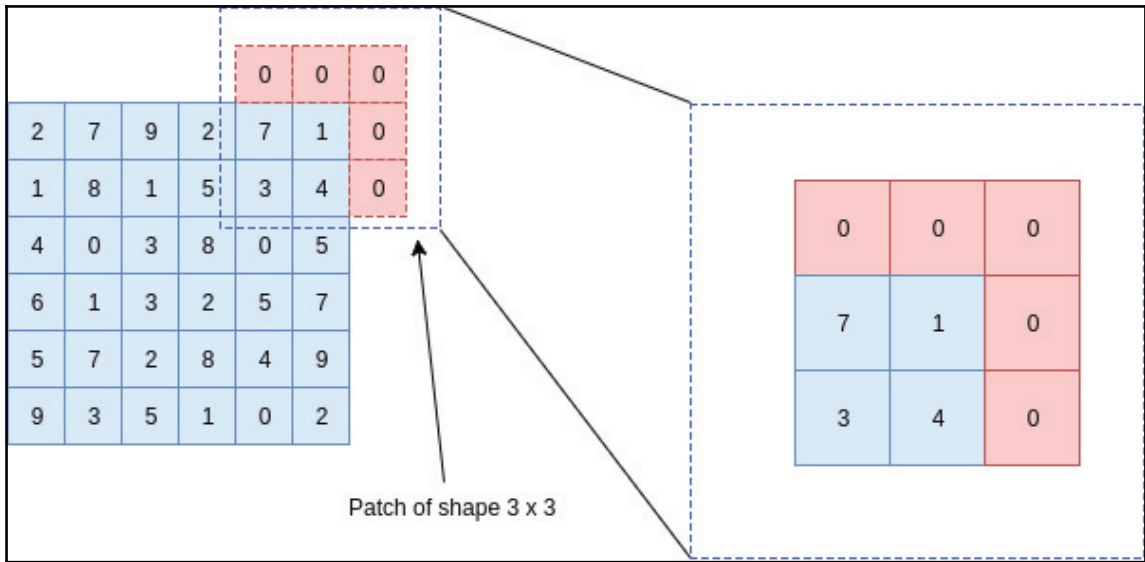 0 0 0
2 7 9 2 7 1 0
1 8 1 5 3 4 0
4 0 3 8 0 5
6 1 3 2 5 7
5 7 2 8 4 9
9 3 5 1 0 2
Patch of shape 3 x 3
0 0 0
7 1 0
3 4 0